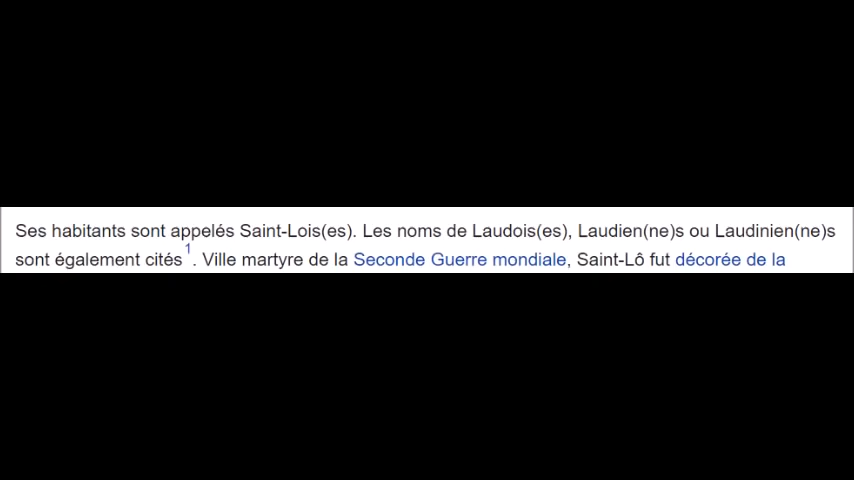 Ses habitants sont appelés Saint-Lois(es). Les noms de Laudois(es), Laudien(ne)s ou Laudinien(ne)s
sont également cités1. Ville martyre de la Seconde Guerre mondiale, Saint-Lô fut décorée de la